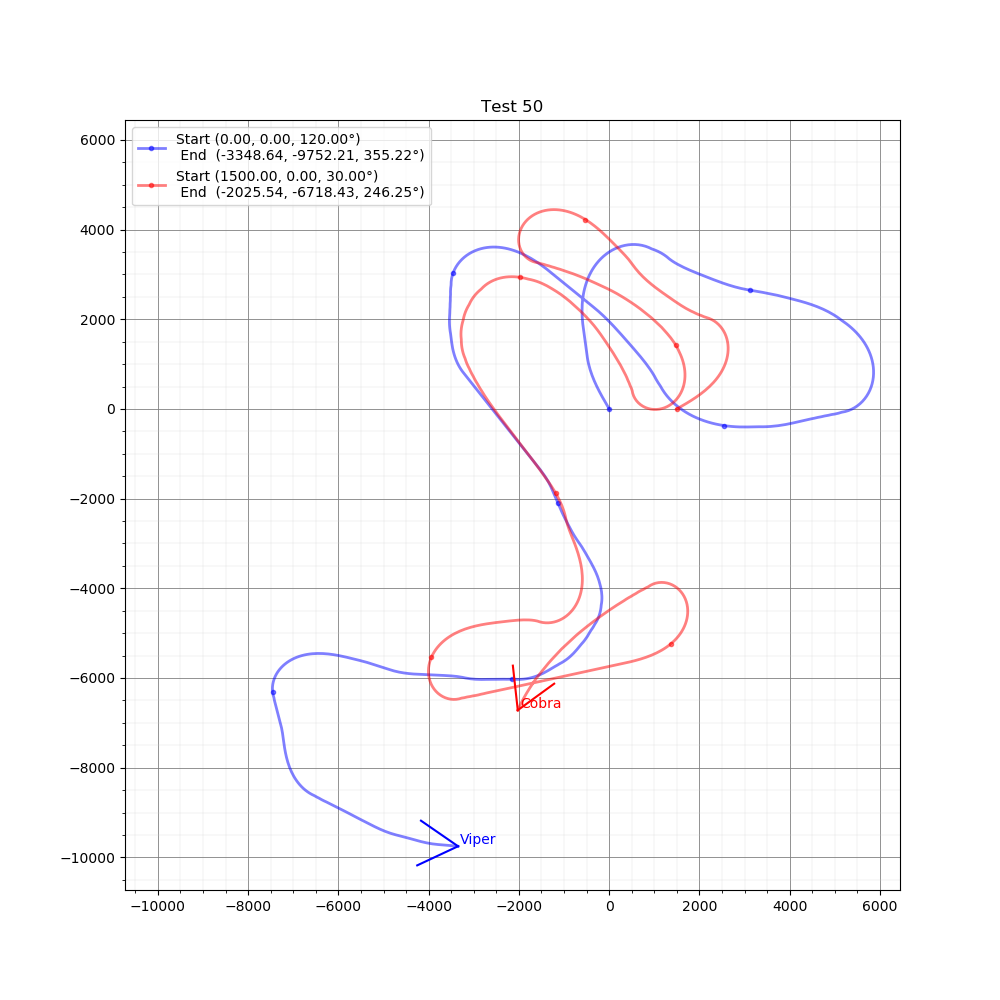 Test 50
Start (0.00, 0.00, 120.00°)
End (-3348.64, -9752.21, 355.22°)
Start (1500.00, 0.00, 30.00°)
End (-2025.54, -6718.43, 246.25°)
6000
4000
2000
0
−2000
−4000
−6000
−8000
−10000
Cobra
Viper
−10000 −8000 −6000 −4000 −2000 0 2000 4000 6000